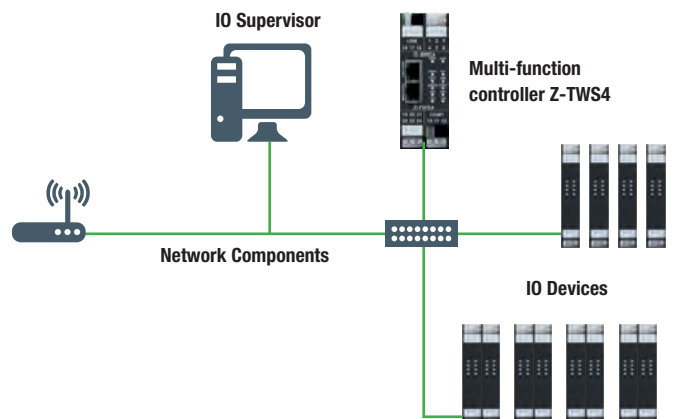 IO Supervisor
Multi-function
controller Z-TWS4
Network Components
IO Devices